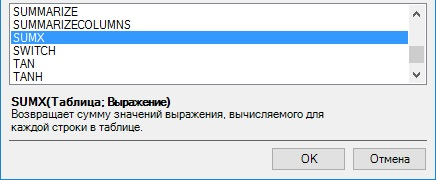 SUMMARIZE
SUMMARIZECOLUMNS
SUMX
SWITCH
TAN
TANH
SUMX(Таблица; Выражение)
Возвращает сумму значений выражения, вычисляемого для
каждой строки в таблице.
OK
Отмена